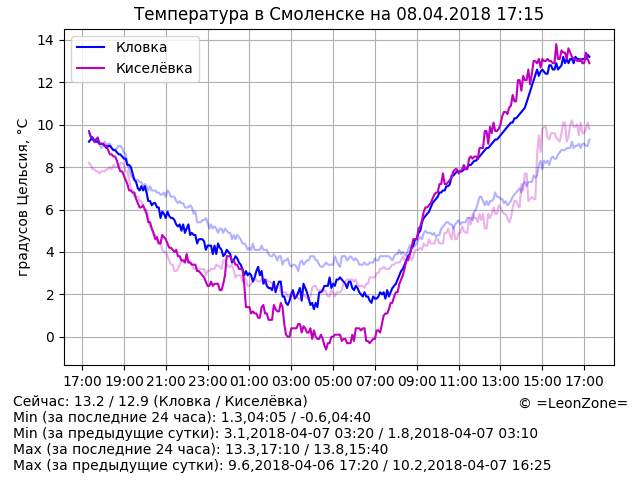 Температура в Смоленске на 08.04.2018 17:15
14
12
10
8
6
4
2
0
градусов Цельсия, °C
Кловка
Киселёвка
17:00 19:00 21:00 23:00 01:00 03:00 05:00 07:00 09:00 11:00 13:00 15:00 17:00
Сейчас: 13.2 / 12.9 (Кловка / Киселёвка)
© =LeonZone=
Min (за последние 24 часа): 1.3,04:05 / -0.6,04:40
Min (за предыдущие сутки): 3.1,2018-04-07 03:20 / 1.8,2018-04-07 03:10
Max (за последние 24 часа): 13.3,17:10 / 13.8,15:40
Max (за предыдущие сутки): 9.6,2018-04-06 17:20 / 10.2,2018-04-07 16:25